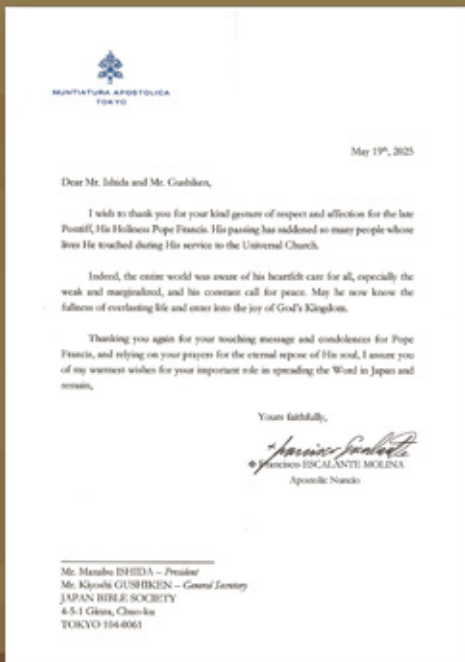 NUNTIATURA APOSTOLICA
TOKYO
May 19th, 2025
Dear Mr. Ishida and Mr. Gushiken,
I wish to thank you for your kind gesture of respect and affection for the late
Pontiff, His Holiness Pope Francis. His passing has saddened so many people whose
lives He touched during His service to the Universal Church.
Indeed, the entire world was aware of his heartfelt care for all, especially the
weak and marginalized, and his constant call for peace. May he now know the
fullness of everlasting life and enter into the joy of God's Kingdom.
Thanking you again for your touching message and condolences for Pope
Francis, and relying on your prayers for the eternal repose of His soul, I assure you
of my warmest wishes for your important role in spreading the Word in Japan and
remain,
Yours faithfully,
+ Francisco Escalante
✠ Francisco ESCALANTE MOLINA
Apostolic Nuncio
Mr. Manabu ISHIDA – President
Mr. Kiyoshi GUSHIKEN – General Secretary
JAPAN BIBLE SOCIETY
4-5-1 Ginza, Chuo-ku
TOKYO 104-0061